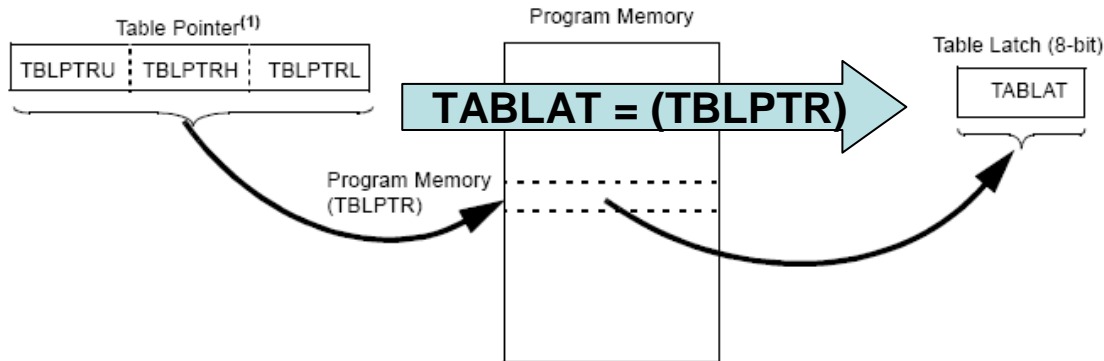 Program Memory
Table Pointer(1)
Table Latch (8-bit)
TBLPTRU TBLPTRH TBLPTRL
TABLAT = (TBLPTR)
TABLAT
Program Memory
(TBLPTR)